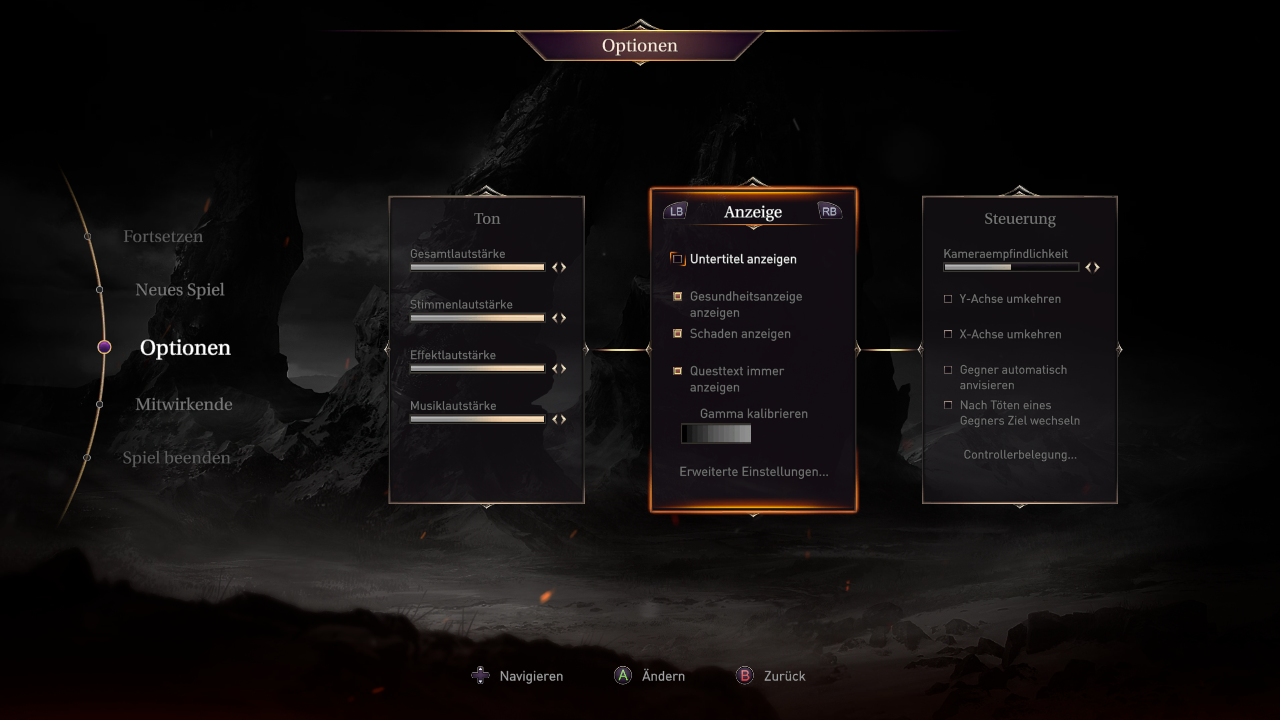 Optionen
Fortsetzen
Neues Spiel
Optionen
Mitwirkende
Spiel beenden
Ton
Gesamtlautstärke
Stimmenlautstärke
Effektlautstärke
Musiklautstärke
LB
Anzeige
RB
Untertitel anzeigen
Gesundheitsanzeige
anzeigen
Schaden anzeigen
Questtext immer
anzeigen
Gamma kalibrieren
Erweiterte Einstellungen...
Steuerung
Kameraempfindlichkeit
Y-Achse umkehren
X-Achse umkehren
Gegner automatisch
anvisieren
Nach Töten eines
Gegners Ziel wechseln
Controllerbelegung...
Navigieren
A Ändern
B Zurück